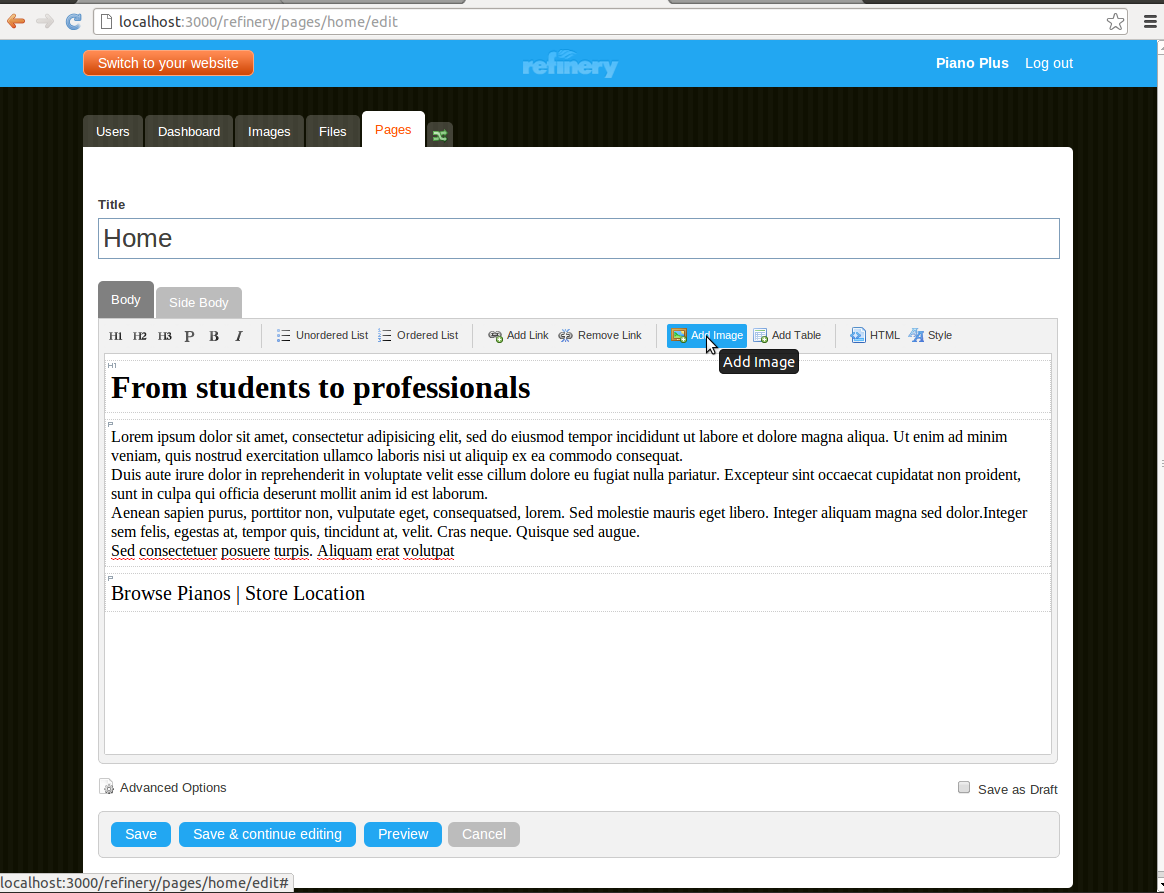 localhost:3000/refinery/pages/home/edit
Switch to your website
refinery
Piano Plus Log out
Users Dashboard Images Files Pages
Title
Home
Body Side Body
H1 H2 H3 P B I Unordered List Ordered List Add Link Remove Link Add Image Add Table HTML Style
Add Image
H1
From students to professionals
P
Lorem ipsum dolor sit amet, consectetur adipisicing elit, sed do eiusmod tempor incididunt ut labore et dolore magna aliqua. Ut enim ad minim
veniam, quis nostrud exercitation ullamco laboris nisi ut aliquip ex ea commodo consequat.
Duis aute irure dolor in reprehenderit in voluptate velit esse cillum dolore eu fugiat nulla pariatur. Excepteur sint occaecat cupidatat non proident,
sunt in culpa qui officia deserunt mollit anim id est laborum.
Aenean sapien purus, porttitor non, vulputate eget, consequatsed, lorem. Sed molestie mauris eget libero. Integer aliquam magna sed dolor.Integer
sem felis, egestas at, tempor quis, tincidunt at, velit. Cras neque. Quisque sed augue.
Sed consectetuer posuere turpis. Aliquam erat volutpat
P
Browse Pianos | Store Location
Advanced Options Save as Draft
Save Save & continue editing Preview Cancel
localhost:3000/refinery/pages/home/edit#